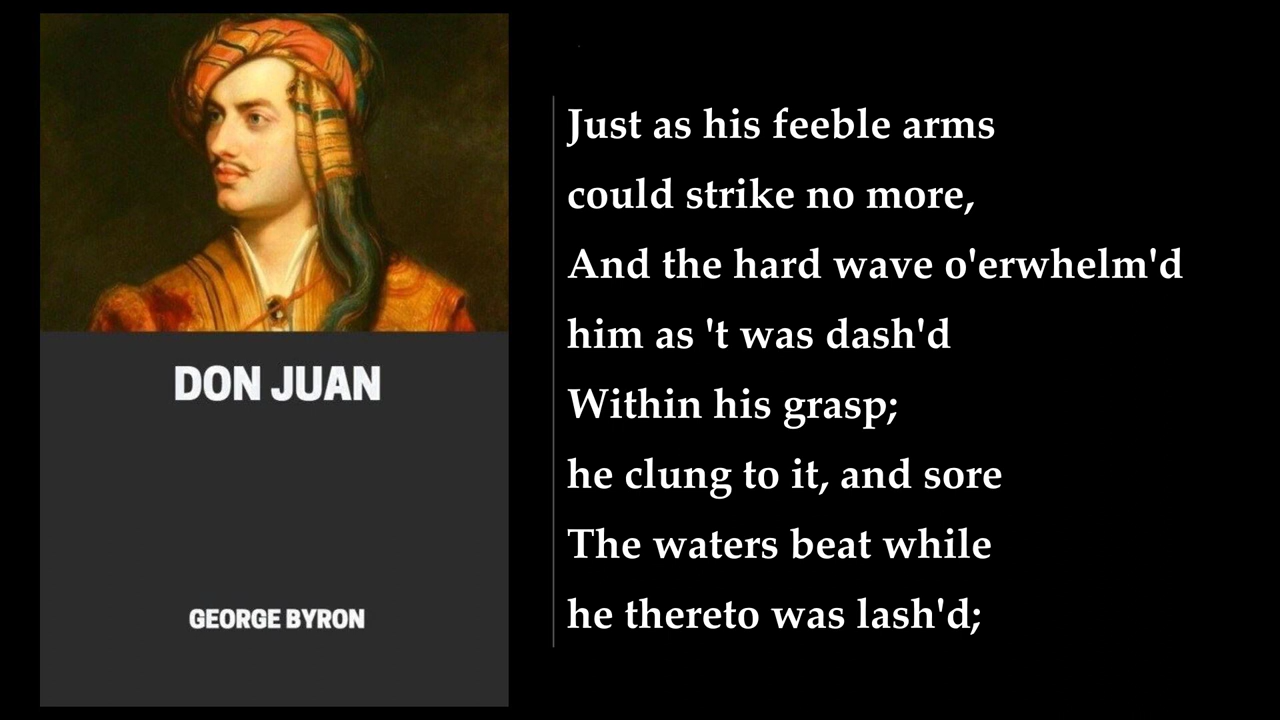 DON JUAN
GEORGE BYRON
Just as his feeble arms
could strike no more,
And the hard wave o'erwhelm'd
him as 't was dash'd
Within his grasp;
he clung to it, and sore
The waters beat while
he thereto was lash'd;